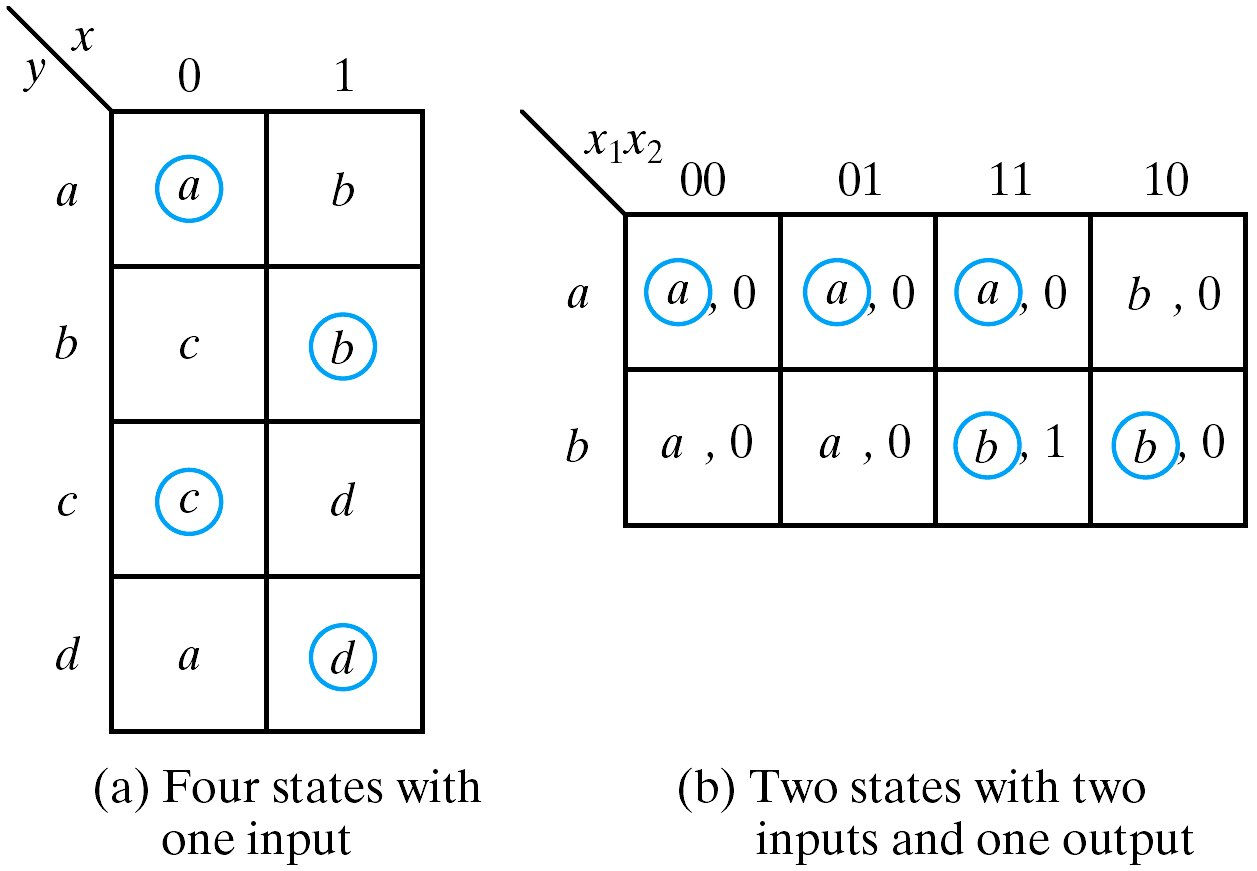 x
y 0 1
a a b
b c b
c c d
d a d
(a) Four states with
one input
x₁x₂ 00 01 11 10
a a , 0 a , 0 a , 0 b , 0
b a , 0 a , 0 b , 1 b , 0
(b) Two states with two
inputs and one output